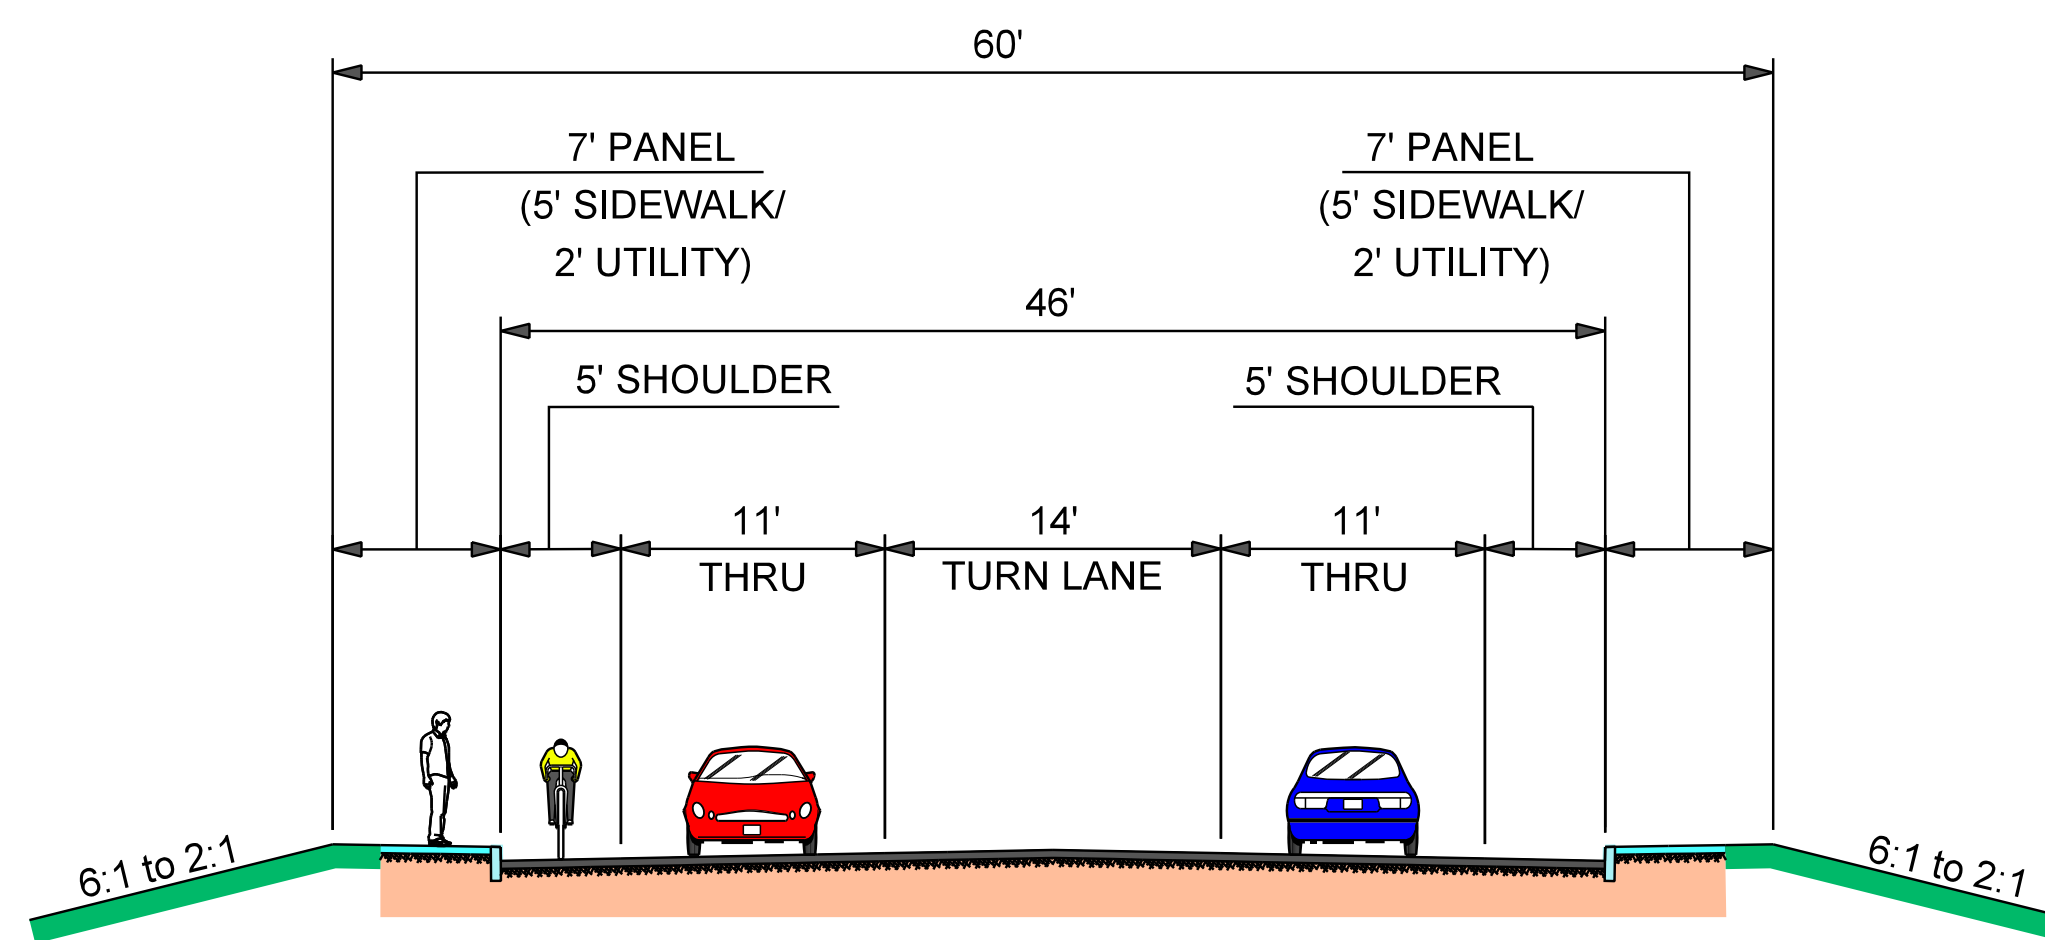 60'
7' PANEL
(5' SIDEWALK/
2' UTILITY)
7' PANEL
(5' SIDEWALK/
2' UTILITY)
46'
5' SHOULDER
5' SHOULDER
11'
THRU
14'
TURN LANE
11'
THRU
6:1 to 2:1
6:1 to 2:1